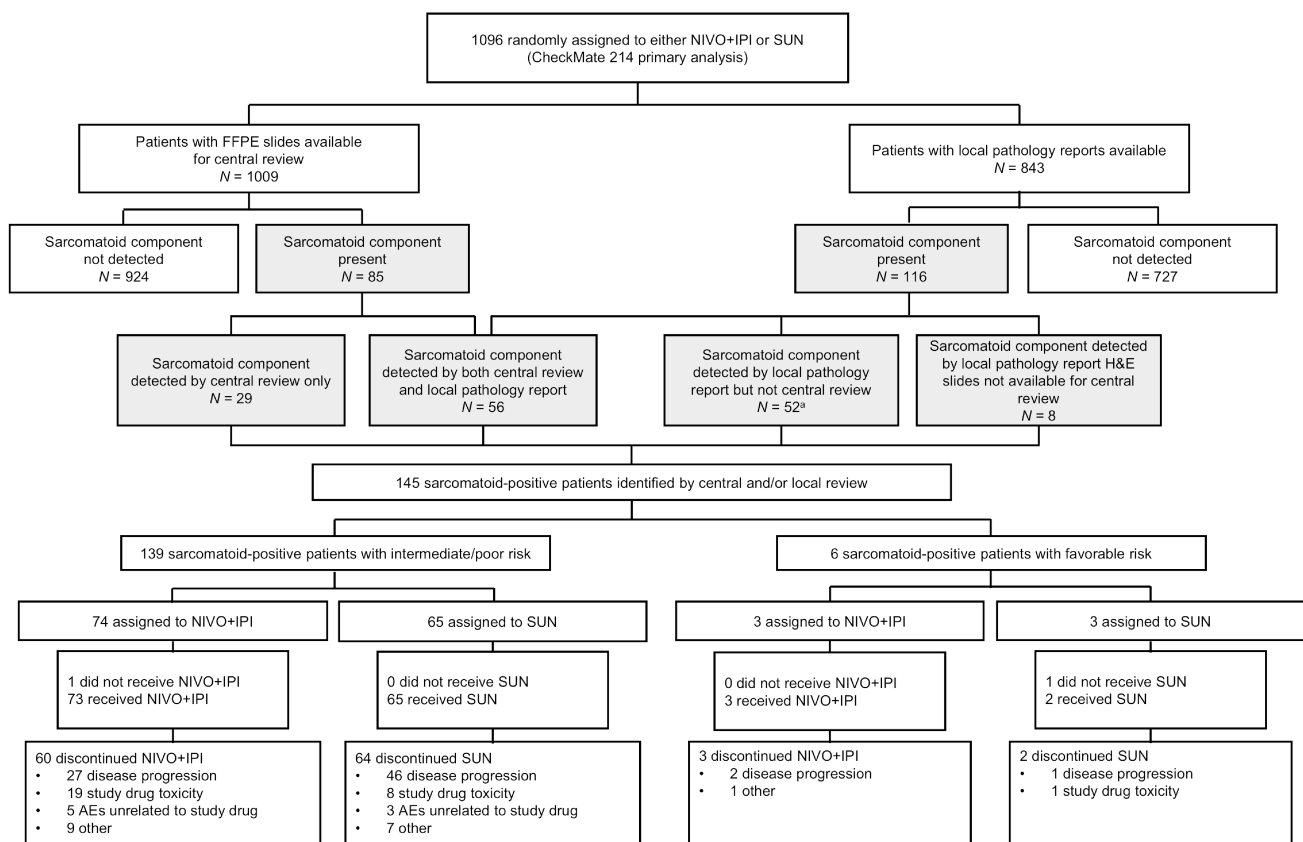 1096 randomly assigned to either NIVO+IPI or SUN
(CheckMate 214 primary analysis)
Patients with FFPE slides available
for central review
N = 1009
Patients with local pathology reports available
N = 843
Sarcomatoid component
not detected
N = 924
Sarcomatoid component
present
N = 85
Sarcomatoid component
present
N = 116
Sarcomatoid component
not detected
N = 727
Sarcomatoid component
detected by central review only
N = 29
Sarcomatoid component
detected by both central review
and local pathology report
N = 56
Sarcomatoid component
detected by local pathology
report but not central review
N = 52ᵃ
Sarcomatoid component detected
by local pathology report H&E
slides not available for central
review
N = 8
145 sarcomatoid-positive patients identified by central and/or local review
139 sarcomatoid-positive patients with intermediate/poor risk
6 sarcomatoid-positive patients with favorable risk
74 assigned to NIVO+IPI
65 assigned to SUN
3 assigned to NIVO+IPI
3 assigned to SUN
1 did not receive NIVO+IPI
73 received NIVO+IPI
0 did not receive SUN
65 received SUN
0 did not receive NIVO+IPI
3 received NIVO+IPI
1 did not receive SUN
2 received SUN
60 discontinued NIVO+IPI
• 27 disease progression
• 19 study drug toxicity
• 5 AEs unrelated to study drug
• 9 other
64 discontinued SUN
• 46 disease progression
• 8 study drug toxicity
• 3 AEs unrelated to study drug
• 7 other
3 discontinued NIVO+IPI
• 2 disease progression
• 1 other
2 discontinued SUN
• 1 disease progression
• 1 study drug toxicity